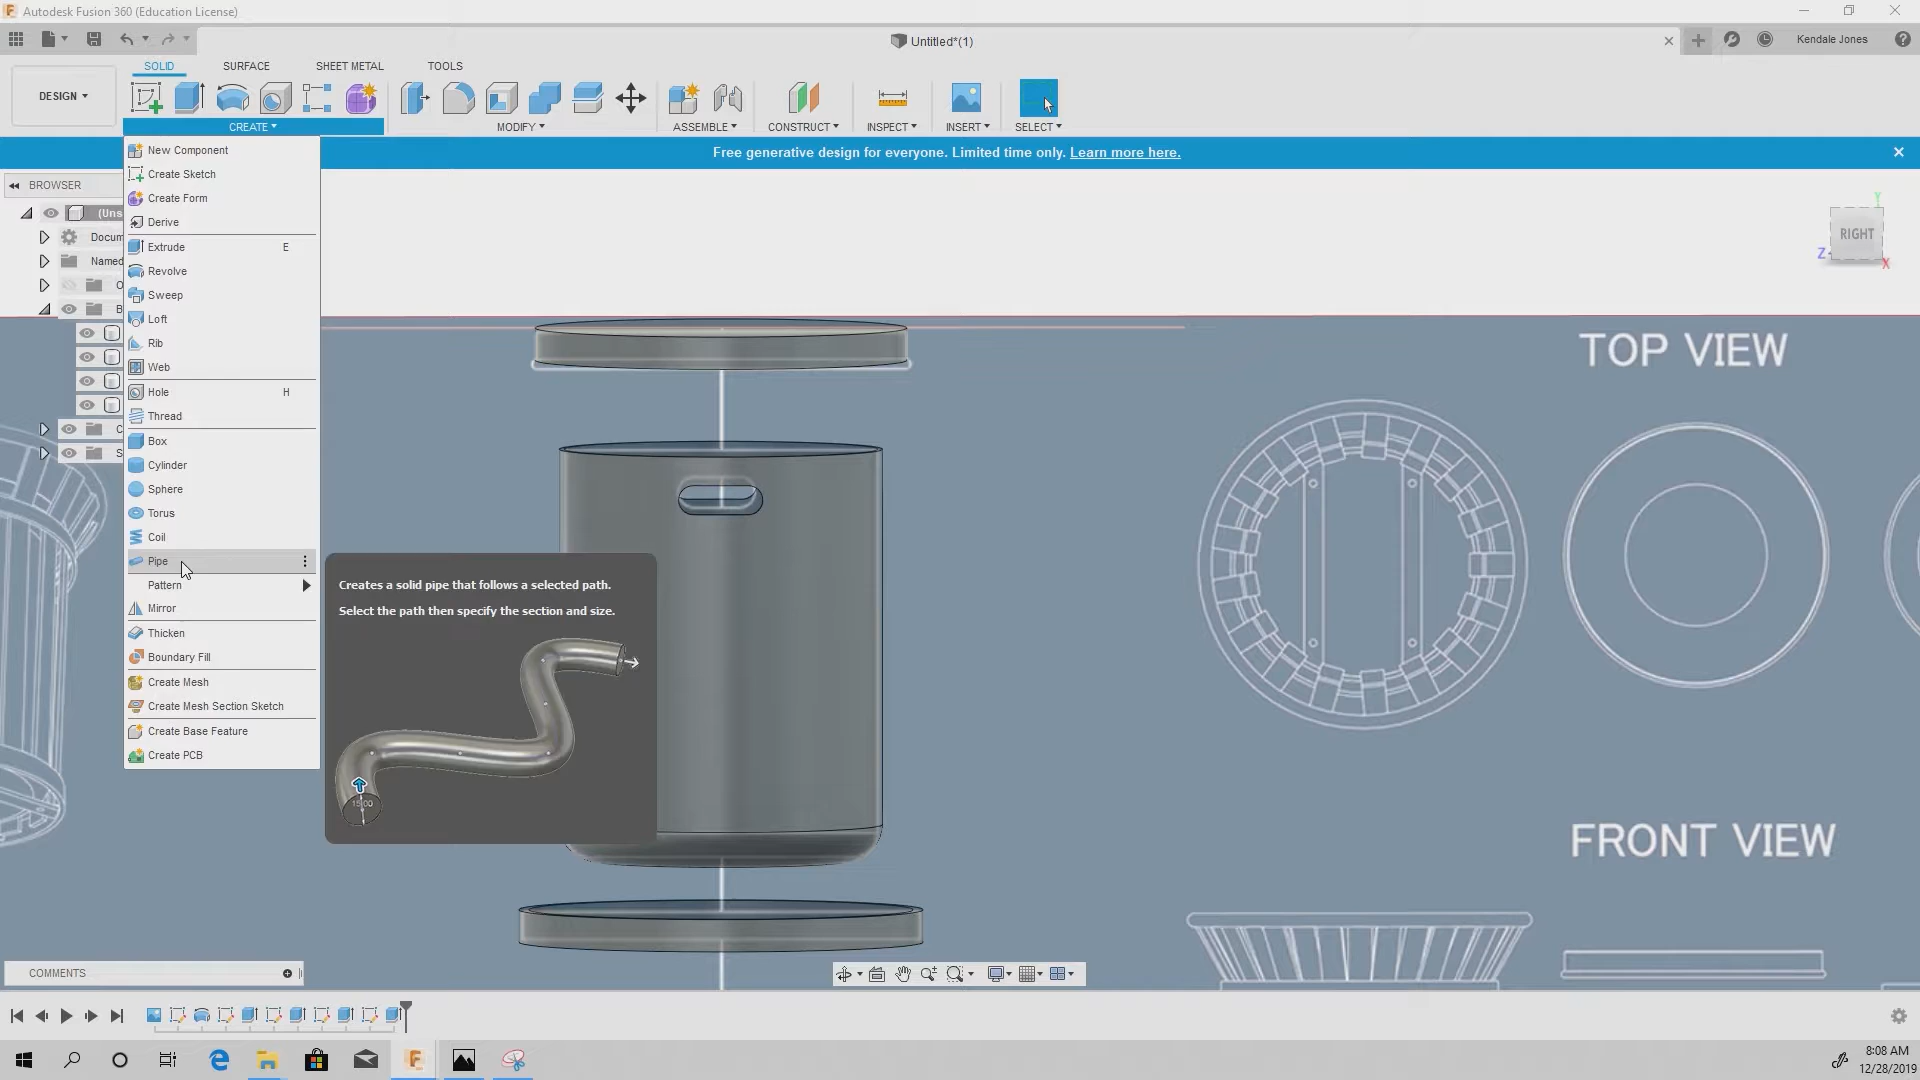 Autodesk Fusion 360 (Education License)
Untitled*(1)
Kendale Jones
DESIGN
SOLID
SURFACE
SHEET METAL
TOOLS
CREATE
MODIFY
ASSEMBLE
CONSTRUCT
INSPECT
INSERT
SELECT
Free generative design for everyone. Limited time only. Learn more here.
BROWSER
(Uns
Docum
Named
O
B
C
S
New Component
Create Sketch
Create Form
Derive
Extrude E
Revolve
Sweep
Loft
Rib
Web
Hole H
Thread
Box
Cylinder
Sphere
Torus
Coil
Pipe
Pattern
Mirror
Thicken
Boundary Fill
Create Mesh
Create Mesh Section Sketch
Create Base Feature
Create PCB
Creates a solid pipe that follows a selected path.
Select the path then specify the section and size.
15.00
Y
RIGHT
Z
X
TOP VIEW
FRONT VIEW
COMMENTS
8:08 AM
12/28/2019